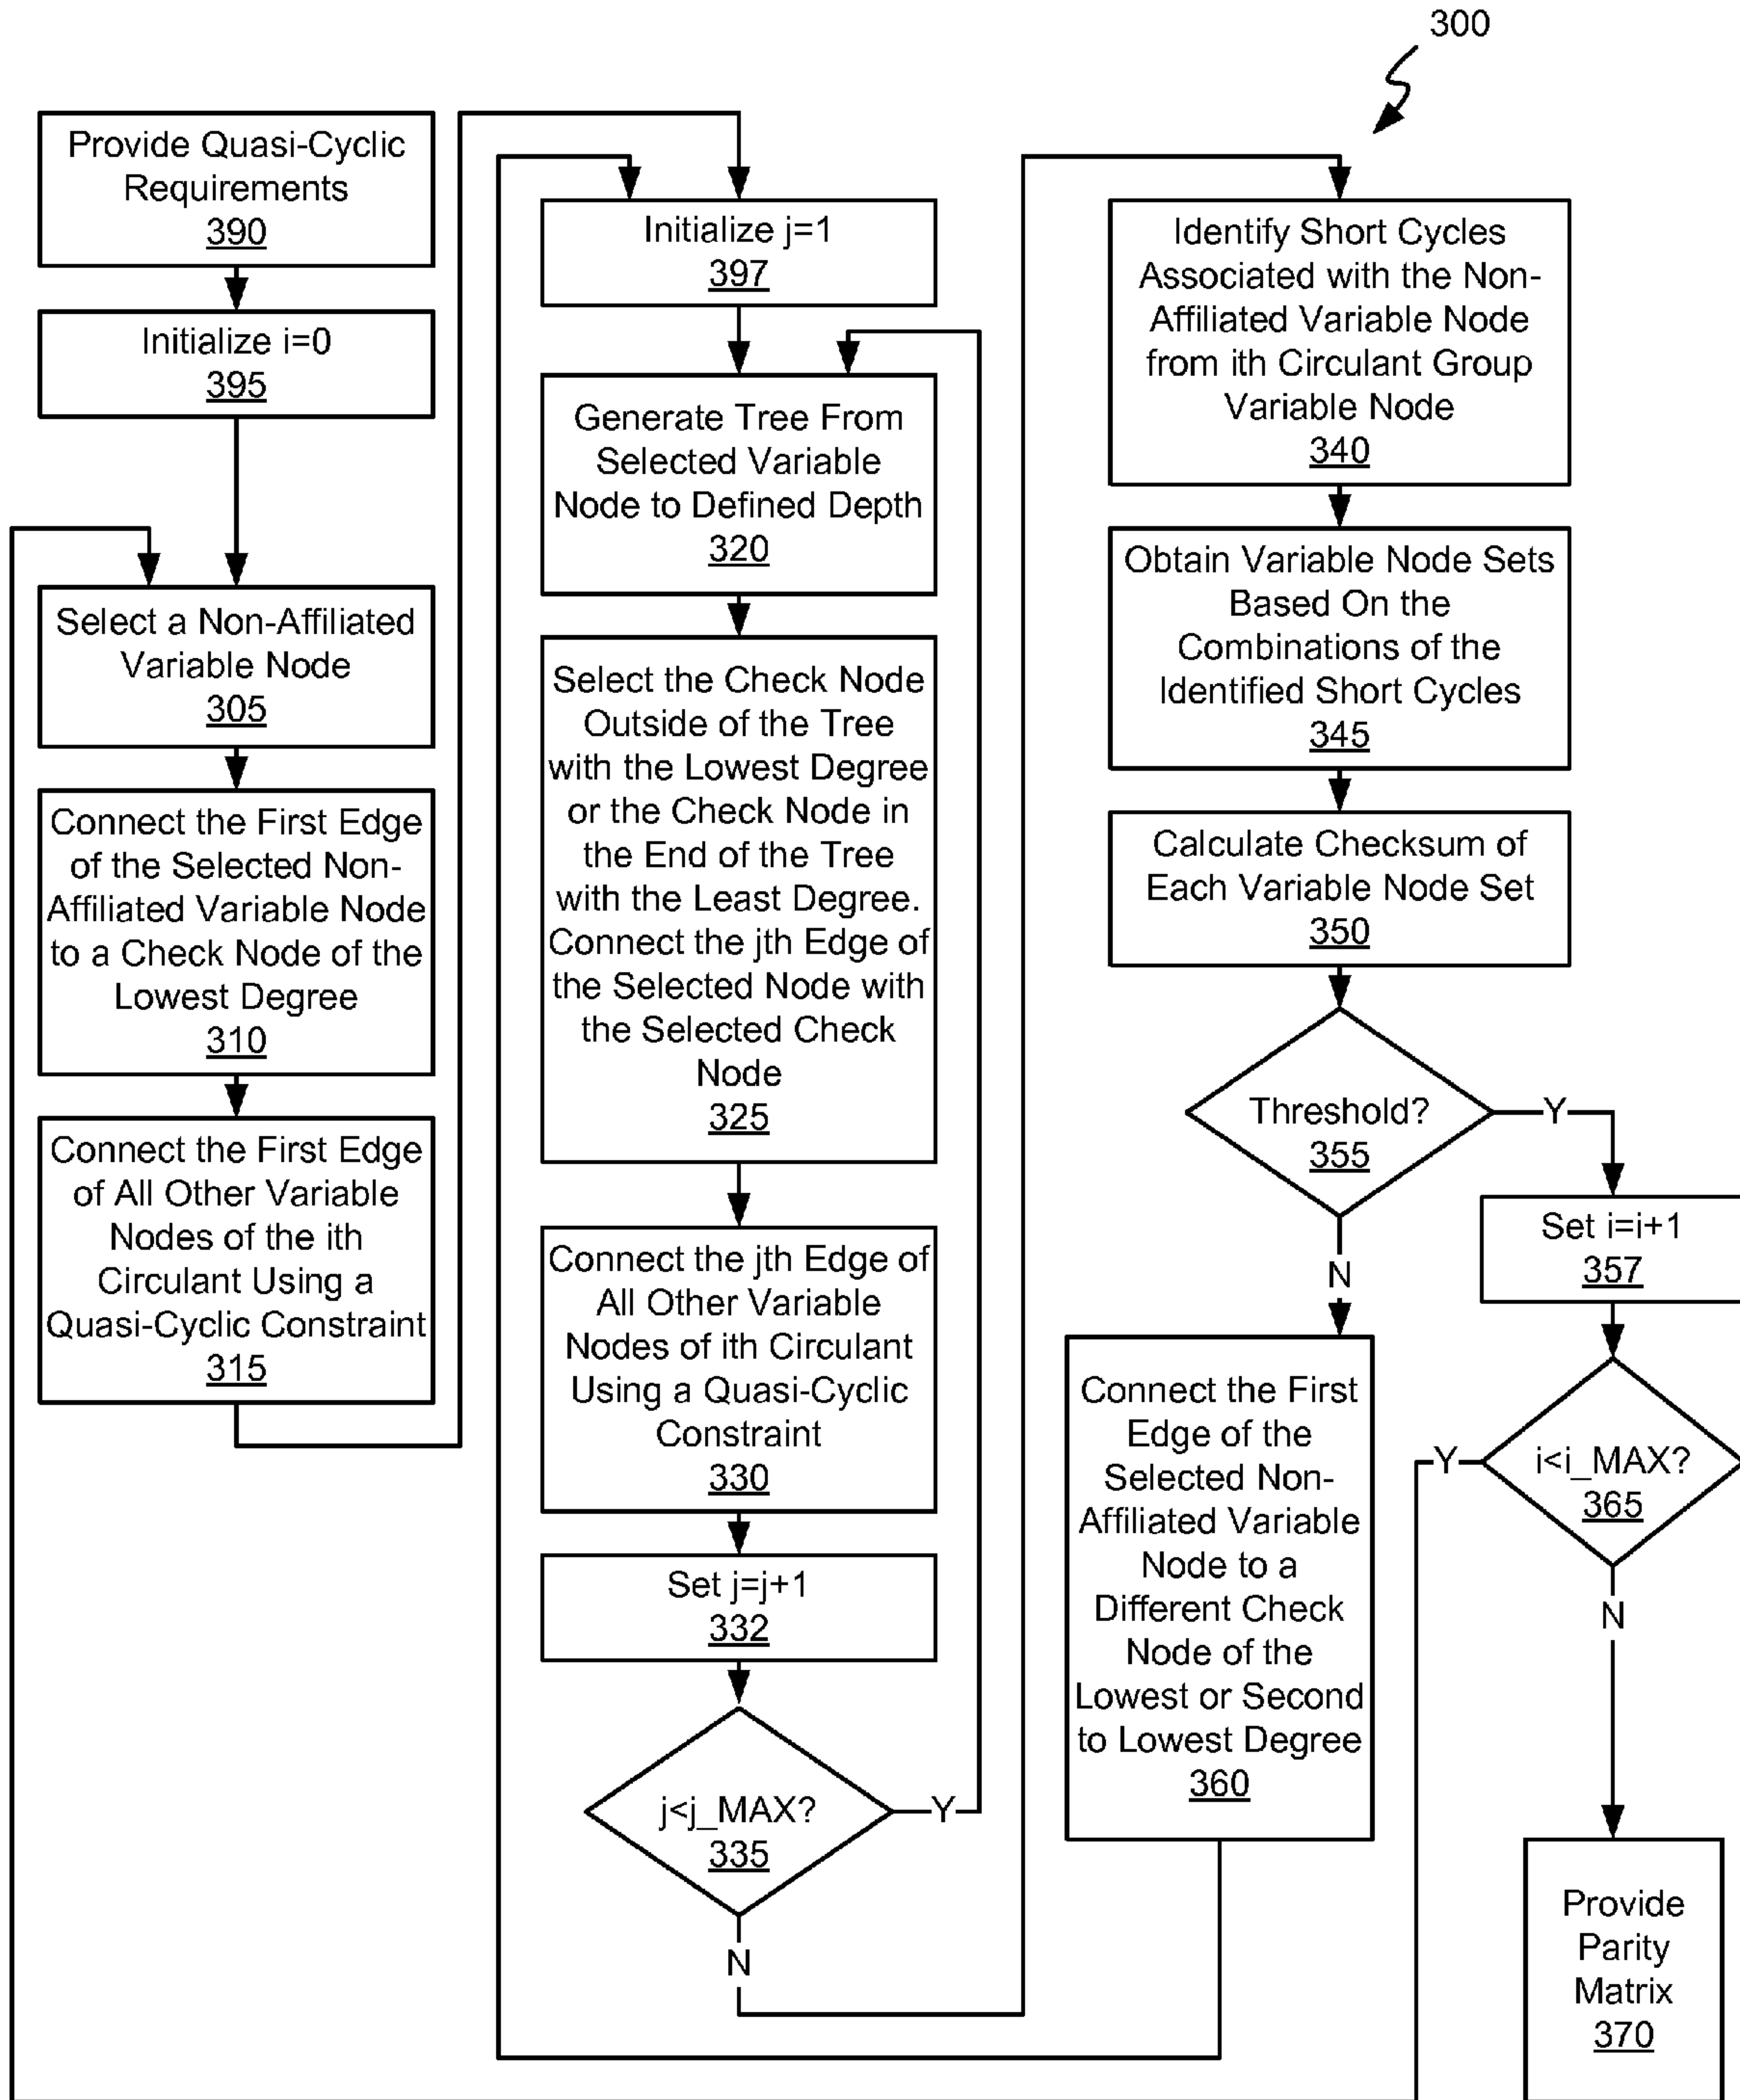 300
Provide Quasi-Cyclic
Requirements
390
Initialize i=0
395
Select a Non-Affiliated
Variable Node
305
Connect the First Edge
of the Selected Non-
Affiliated Variable Node
to a Check Node of the
Lowest Degree
310
Connect the First Edge
of All Other Variable
Nodes of the ith
Circulant Using a
Quasi-Cyclic Constraint
315
Initialize j=1
397
Generate Tree From
Selected Variable
Node to Defined Depth
320
Select the Check Node
Outside of the Tree
with the Lowest Degree
or the Check Node in
the End of the Tree
with the Least Degree.
Connect the jth Edge of
the Selected Node with
the Selected Check
Node
325
Connect the jth Edge of
All Other Variable
Nodes of ith Circulant
Using a Quasi-Cyclic
Constraint
330
Set j=j+1
332
j<j_MAX?
335
Y
N
Identify Short Cycles
Associated with the Non-
Affiliated Variable Node
from ith Circulant Group
Variable Node
340
Obtain Variable Node Sets
Based On the
Combinations of the
Identified Short Cycles
345
Calculate Checksum of
Each Variable Node Set
350
Threshold?
355
Y
N
Connect the First
Edge of the
Selected Non-
Affiliated Variable
Node to a
Different Check
Node of the
Lowest or Second
to Lowest Degree
360
Set i=i+1
357
i<i_MAX?
365
Y
N
Provide
Parity
Matrix
370